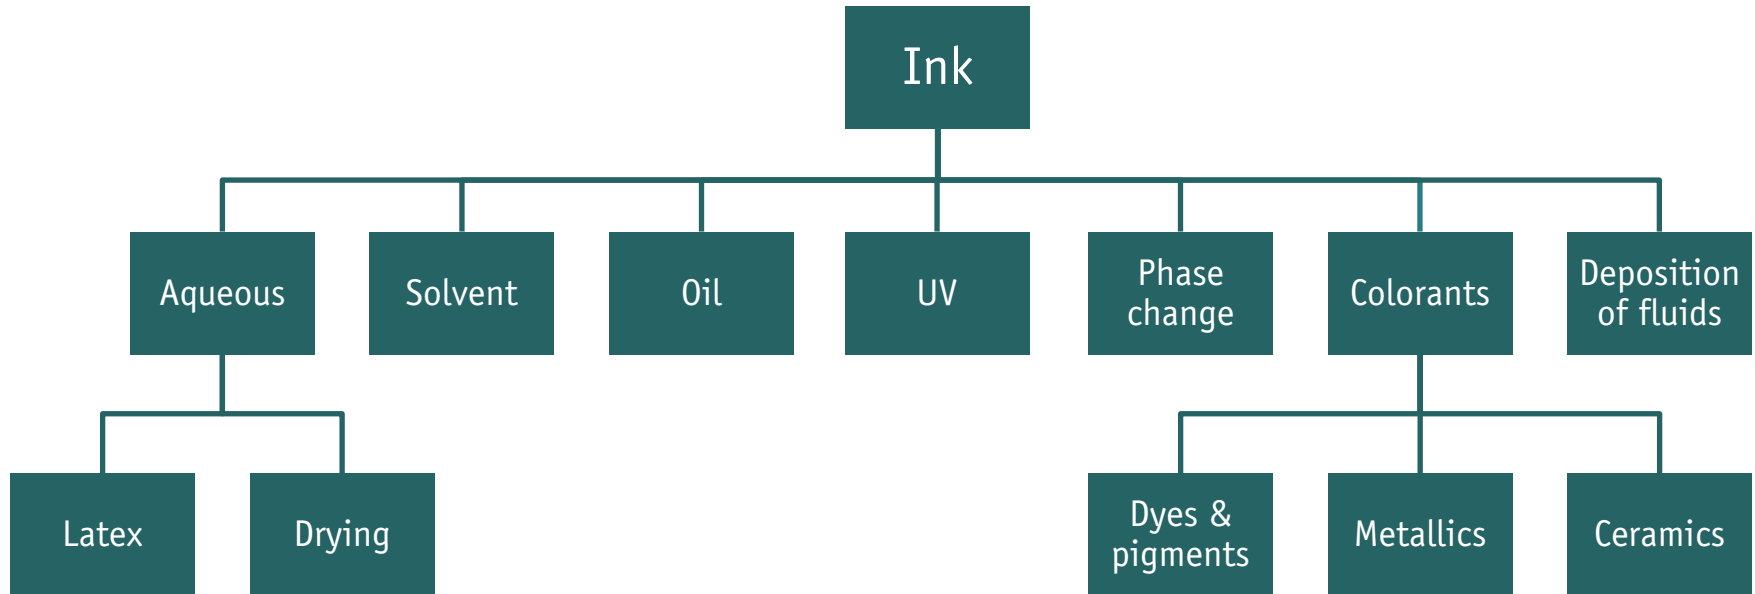 Ink
Aqueous
Solvent
Oil
UV
Phase
change
Colorants
Deposition
of fluids
Latex
Drying
Dyes &
pigments
Metallics
Ceramics